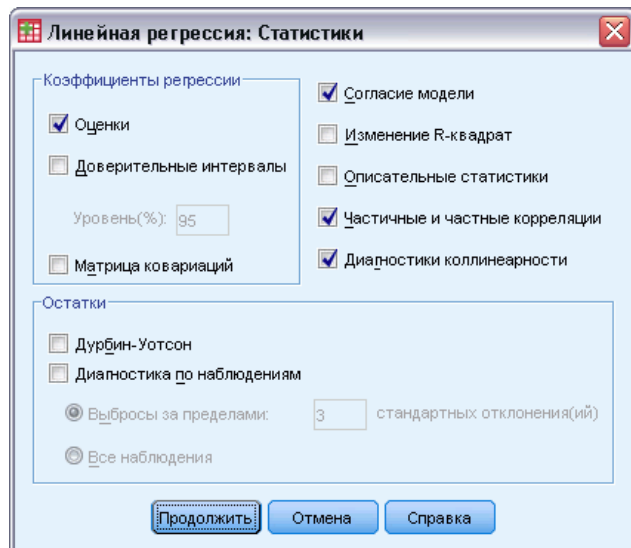 Линейная регрессия: Статистики
Коэффициенты регрессии
Оценки
Доверительные интервалы
Уровень(%): 95
Матрица ковариаций
Согласие модели
Изменение R-квадрат
Описательные статистики
Частичные и частные корреляции
Диагностики коллинеарности
Остатки
Дурбин-Уотсон
Диагностика по наблюдениям
Выбросы за пределами: 3 стандартных отклонения(ий)
Все наблюдения
Продолжить Отмена Справка